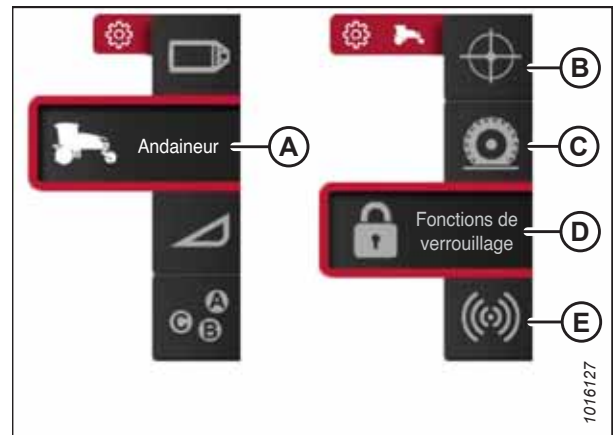 Andaineur
A
B
C
Fonctions de
verrouillage
D
E
A
C
B
1016127